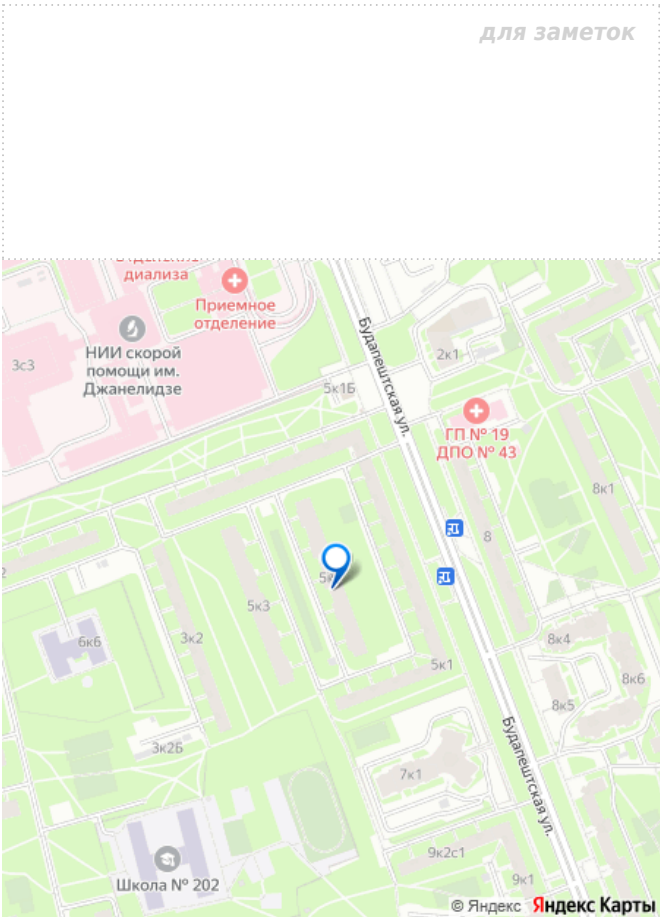 для заметок
диализа
Приемное
отделение
Будапештская ул.
2к1
3с3
НИИ скорой
помощи им.
Джанелидзе
5к1Б
ГП № 19
ДПО № 43
8к1
8
2
5к3
3к2
6к6
5к1
8к4
8к6
8к5
3к2Б
7к1
Будапештская ул.
9к2с1
9к1
Школа № 202
© Яндекс Яндекс Карты